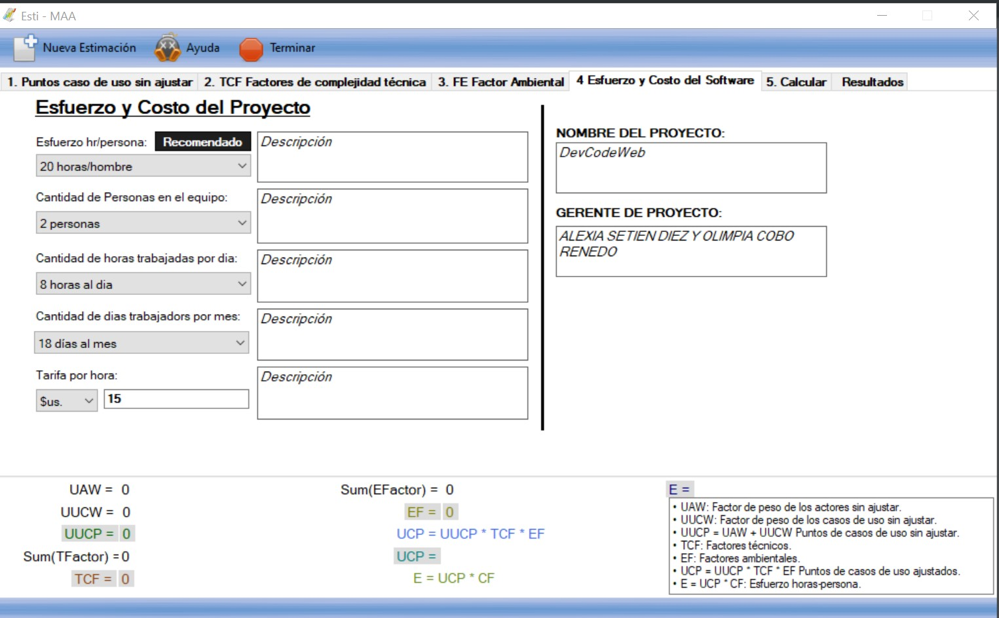 Esti - MAA
Nueva Estimación
Ayuda
Terminar
1. Puntos caso de uso sin ajustar
2. TCF Factores de complejidad técnica
3. FE Factor Ambiental
4 Esfuerzo y Costo del Software
5. Calcular
Resultados
Esfuerzo y Costo del Proyecto
Esfuerzo hr/persona:
Recomendado
20 horas/hombre
Descripción
Cantidad de Personas en el equipo:
2 personas
Descripción
Cantidad de horas trabajadas por dia:
8 horas al dia
Descripción
Cantidad de dias trabajadors por mes:
18 días al mes
Descripción
Tarifa por hora:
$us.
15
Descripción
NOMBRE DEL PROYECTO:
DevCodeWeb
GERENTE DE PROYECTO:
ALEXIA SETIEN DIEZ Y OLIMPIA COBO
RENEDO
UAW = 0
UUCW = 0
UUCP = 0
Sum(TFactor) = 0
TCF = 0
Sum(EFactor) = 0
EF = 0
UCP = UUCP * TCF * EF
UCP =
E = UCP * CF
E =
• UAW: Factor de peso de los actores sin ajustar.
• UUCW: Factor de peso de los casos de uso sin ajustar.
• UUCP = UAW + UUCW Puntos de casos de uso sin ajustar.
• TCF: Factores técnicos.
• EF: Factores ambientales.
• UCP = UUCP * TCF * EF Puntos de casos de uso ajustados.
• E = UCP * CF: Esfuerzo horas-persona.